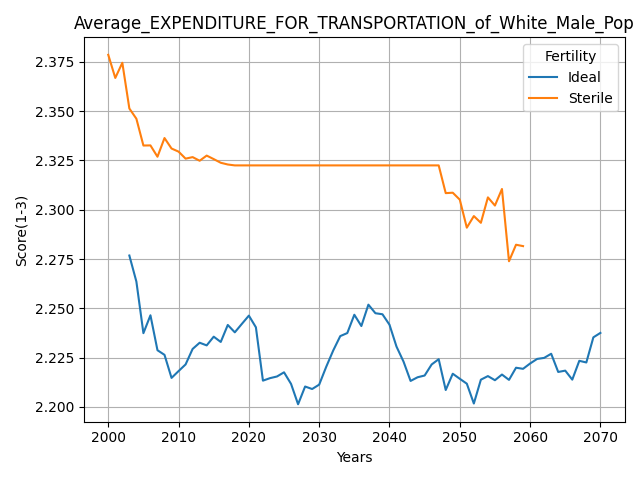 Average_EXPENDITURE_FOR_TRANSPORTATION_of_White_Male_Pop
Fertility
Ideal
Sterile
Score(1-3)
2.375
2.350
2.325
2.300
2.275
2.250
2.225
2.200
2000 2010 2020 2030 2040 2050 2060 2070
Years